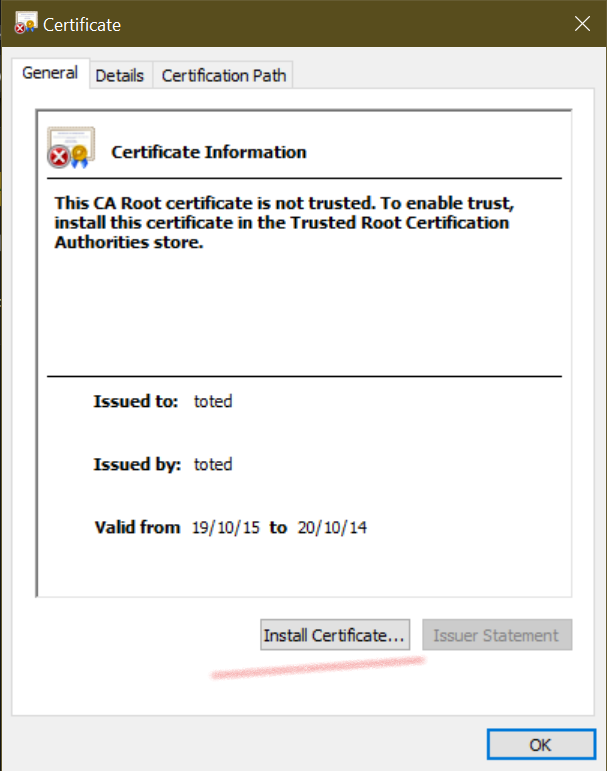 Certificate
General Details Certification Path
Certificate Information
This CA Root certificate is not trusted. To enable trust,
install this certificate in the Trusted Root Certification
Authorities store.
Issued to: toted
Issued by: toted
Valid from 19/10/15 to 20/10/14
Install Certificate... Issuer Statement
OK